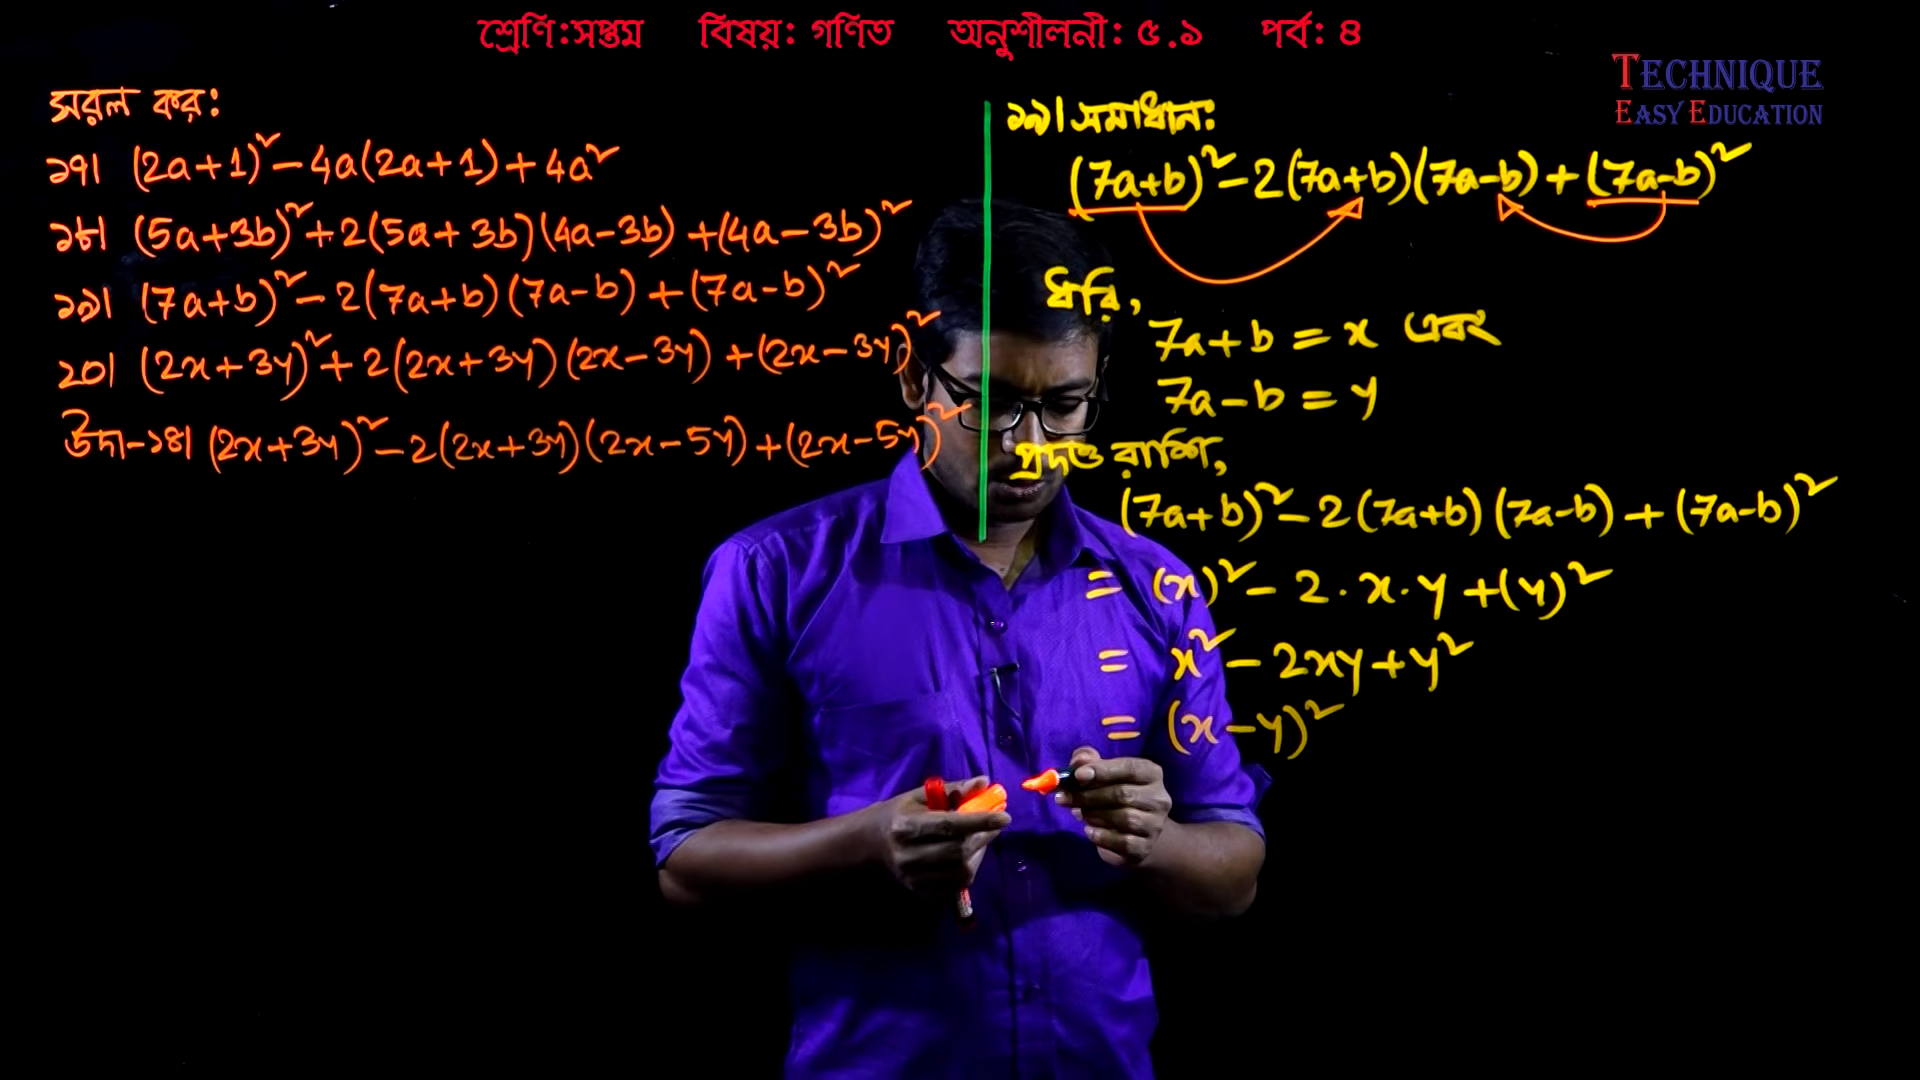 শ্রেণি:সপ্তম বিষয়: গণিত অনুশীলনী: ৫.১ পর্ব: ৪
TECHNIQUE
EASY EDUCATION
সরল কর:
১৭। (2a+1)² – 4a(2a+1) + 4a²
১৮। (5a+3b)² + 2(5a+3b)(4a–3b) + (4a–3b)²
১৯। (7a+b)² – 2(7a+b)(7a–b) + (7a–b)²
২০। (2x+3y)² + 2(2x+3y)(2x–3y) + (2x–3y)²
উদা–১৪। (2x+3y)² – 2(2x+3y)(2x–5y) + (2x–5y)²
১৯। সমাধান:
(7a+b)² – 2(7a+b)(7a–b) + (7a–b)²
ধরি,
7a+b = x এবং
7a–b = y
প্রদত্ত রাশি,
(7a+b)² – 2(7a+b)(7a–b) + (7a–b)²
= (x)² – 2·x·y + (y)²
= x² – 2xy + y²
= (x–y)²